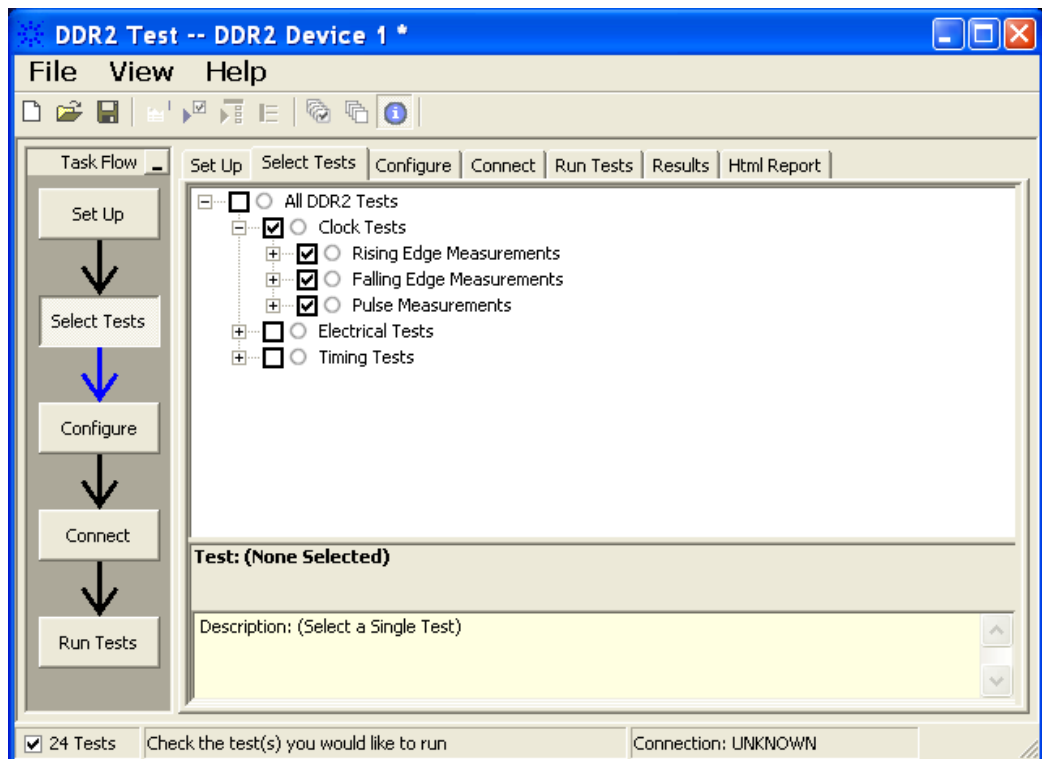 DDR2 Test -- DDR2 Device 1 *
File View Help
Task Flow
Set Up Select Tests Configure Connect Run Tests Results Html Report
Set Up
Select Tests
Configure
Connect
Run Tests
All DDR2 Tests
Clock Tests
Rising Edge Measurements
Falling Edge Measurements
Pulse Measurements
Electrical Tests
Timing Tests
Test: (None Selected)
Description: (Select a Single Test)
24 Tests Check the test(s) you would like to run Connection: UNKNOWN